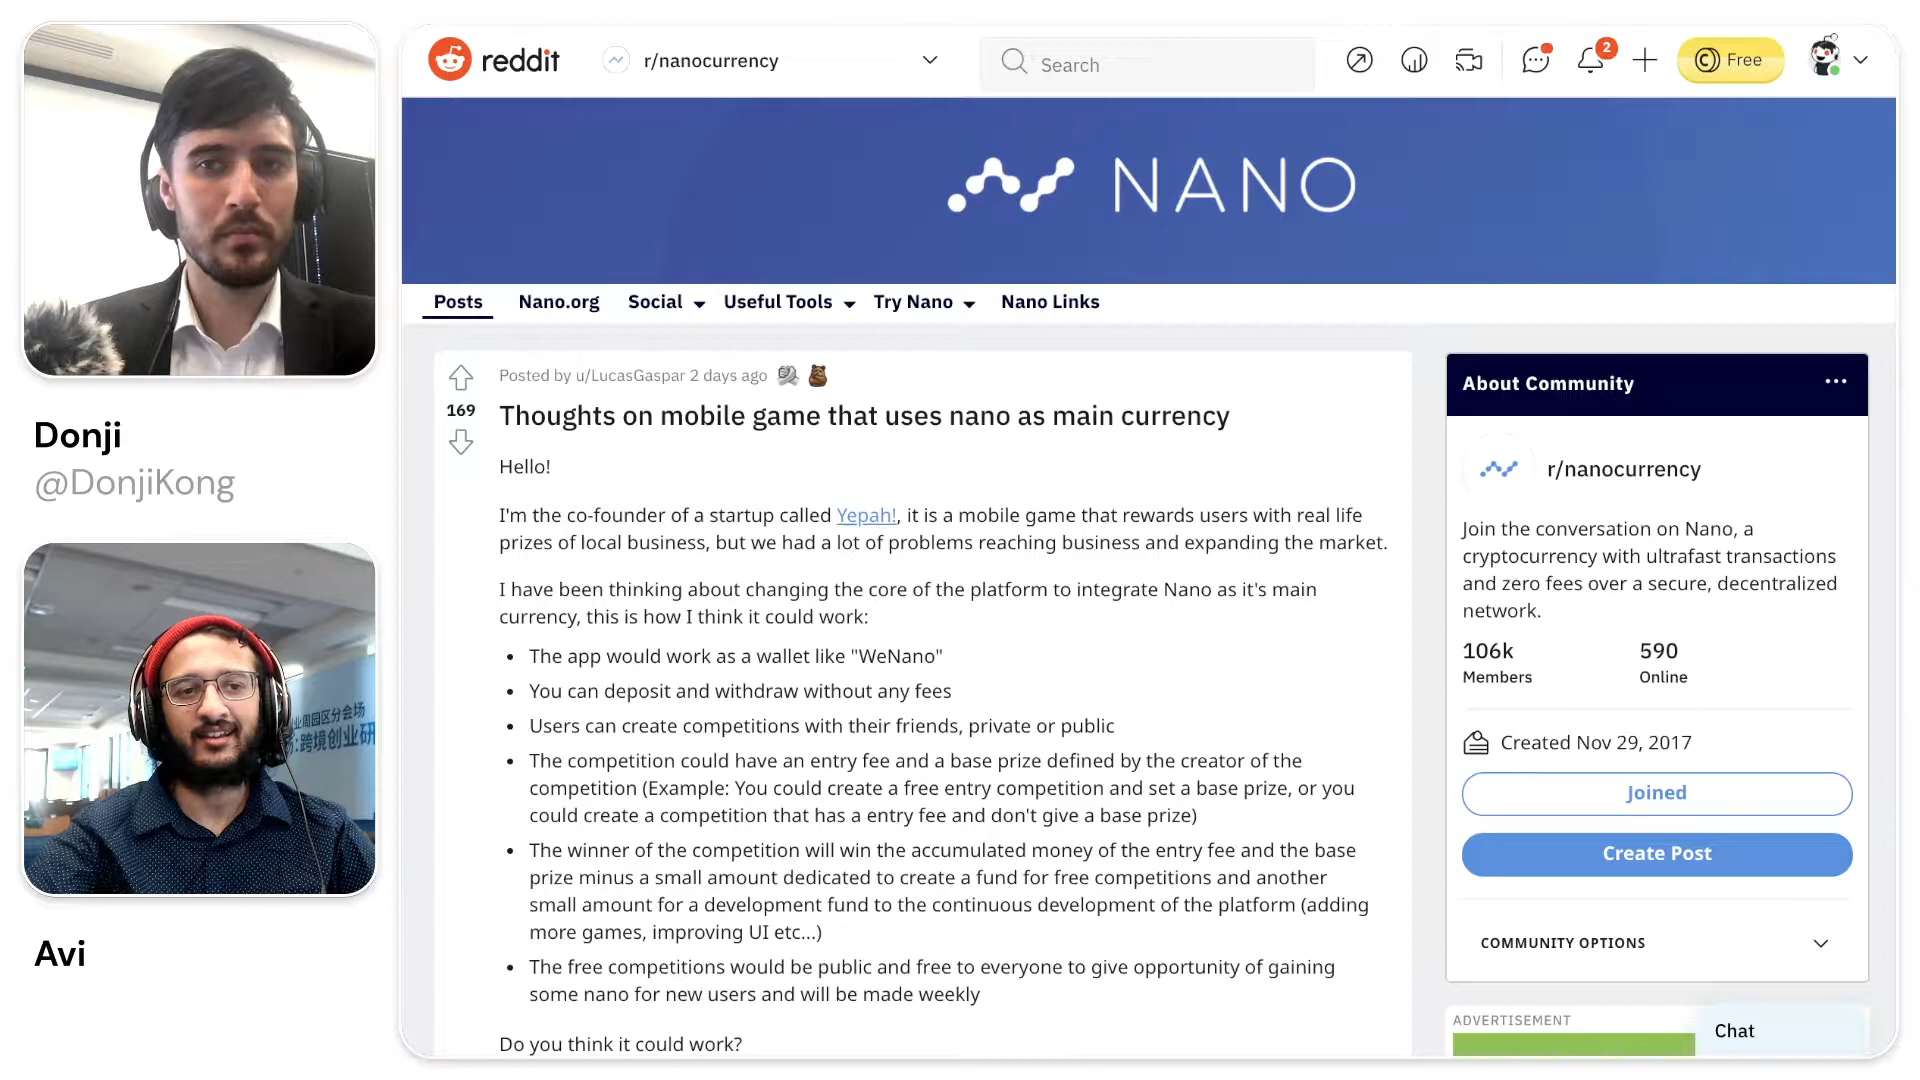 Donji
@DonjiKong
业周园区分会场
:跨境创业研
Avi
reddit
r/nanocurrency
Search
2
Free
NANO
Posts
Nano.org
Social
Useful Tools
Try Nano
Nano Links
169
Posted by u/LucasGaspar 2 days ago
Thoughts on mobile game that uses nano as main currency
Hello!
I'm the co-founder of a startup called Yepah!, it is a mobile game that rewards users with real life
prizes of local business, but we had a lot of problems reaching business and expanding the market.
I have been thinking about changing the core of the platform to integrate Nano as it's main
currency, this is how I think it could work:
• The app would work as a wallet like "WeNano"
• You can deposit and withdraw without any fees
• Users can create competitions with their friends, private or public
• The competition could have an entry fee and a base prize defined by the creator of the
competition (Example: You could create a free entry competition and set a base prize, or you
could create a competition that has a entry fee and don't give a base prize)
• The winner of the competition will win the accumulated money of the entry fee and the base
prize minus a small amount dedicated to create a fund for free competitions and another
small amount for a development fund to the continuous development of the platform (adding
more games, improving UI etc...)
• The free competitions would be public and free to everyone to give opportunity of gaining
some nano for new users and will be made weekly
Do you think it could work?
About Community
r/nanocurrency
Join the conversation on Nano, a
cryptocurrency with ultrafast transactions
and zero fees over a secure, decentralized
network.
106k
Members
590
Online
Created Nov 29, 2017
Joined
Create Post
COMMUNITY OPTIONS
ADVERTISEMENT
Chat